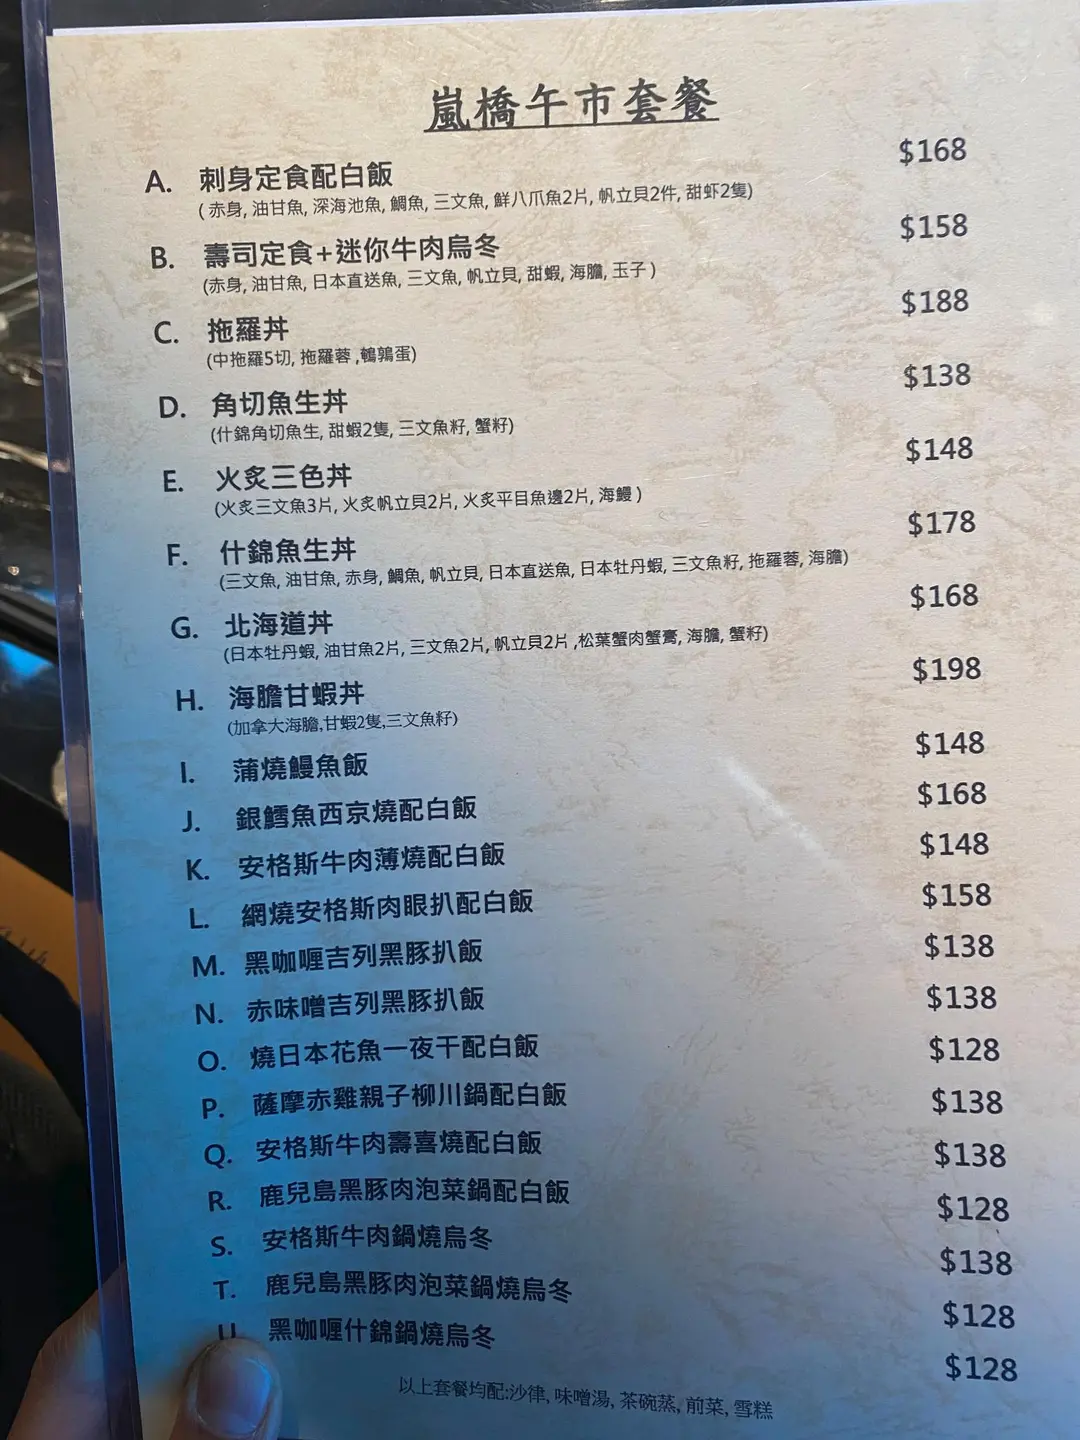 嵐橋午市套餐
A. 刺身定食配白飯 $168
( 赤身, 油甘魚, 深海池魚, 鯛魚, 三文魚, 鮮八爪魚2片, 帆立貝2件, 甜虾2隻)
B. 壽司定食+迷你牛肉烏冬 $158
(赤身, 油甘魚, 日本直送魚, 三文魚, 帆立貝, 甜蝦, 海膽, 玉子 )
C. 拖羅丼 $188
(中拖羅5切, 拖羅蓉 ,鵪鶉蛋)
D. 角切魚生丼 $138
(什錦角切魚生, 甜蝦2隻, 三文魚籽, 蟹籽)
E. 火炙三色丼 $148
(火炙三文魚3片, 火炙帆立貝2片, 火炙平目魚邊2片, 海鰻 )
F. 什錦魚生丼 $178
(三文魚, 油甘魚, 赤身, 鯛魚, 帆立貝, 日本直送魚, 日本牡丹蝦, 三文魚籽, 拖羅蓉, 海膽)
G. 北海道丼 $168
(日本牡丹蝦, 油甘魚2片, 三文魚2片, 帆立貝2片 ,松葉蟹肉蟹膏, 海膽, 蟹籽)
H. 海膽甘蝦丼 $198
(加拿大海膽,甘蝦2隻,三文魚籽)
I. 蒲燒鰻魚飯 $148
J. 銀鱈魚西京燒配白飯 $168
K. 安格斯牛肉薄燒配白飯 $148
L. 網燒安格斯肉眼扒配白飯 $158
M. 黑咖喱吉列黑豚扒飯 $138
N. 赤味噌吉列黑豚扒飯 $138
O. 燒日本花魚一夜干配白飯 $128
P. 薩摩赤雞親子柳川鍋配白飯 $138
Q. 安格斯牛肉壽喜燒配白飯 $138
R. 鹿兒島黑豚肉泡菜鍋配白飯 $128
S. 安格斯牛肉鍋燒烏冬 $138
T. 鹿兒島黑豚肉泡菜鍋燒烏冬 $128
U 黑咖喱什錦鍋燒烏冬 $128
以上套餐均配:沙律, 味噌湯, 茶碗蒸, 前菜, 雪糕